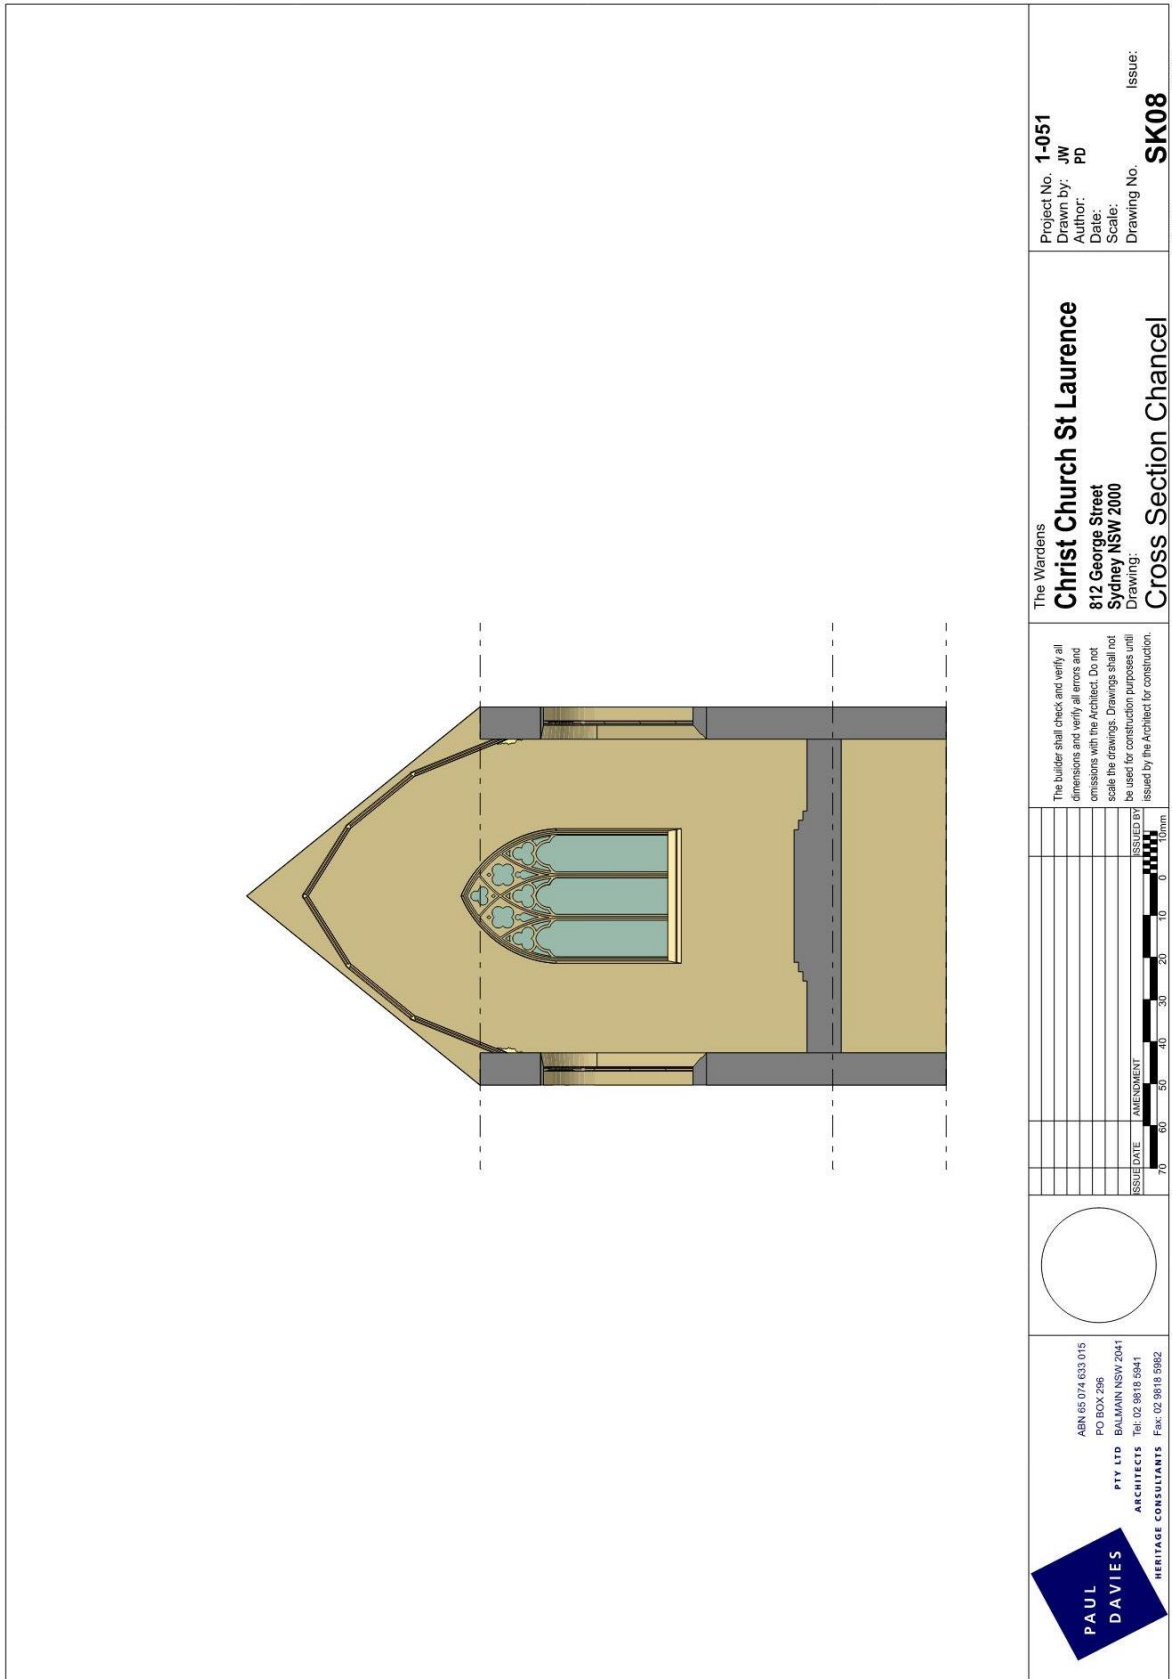 PAUL
DAVIES
ABN 65 074 633 015
PO BOX 296
PTY LTD BALMAIN NSW 2041
ARCHITECTS Tel: 02 9818 5941
HERITAGE CONSULTANTS Fax: 02 9818 5982
ISSUE DATE AMENDMENT ISSUED BY
70 60 50 40 30 20 10 0 10mm
The builder shall check and verify all
dimensions and verify all errors and
omissions with the Architect. Do not
scale the drawings. Drawings shall not
be used for construction purposes until
issued by the Architect for construction.
The Wardens
Christ Church St Laurence
812 George Street
Sydney NSW 2000
Drawing:
Cross Section Chancel
Project No. 1-051
Drawn by: JW
Author: PD
Date:
Scale:
Drawing No. Issue:
SK08